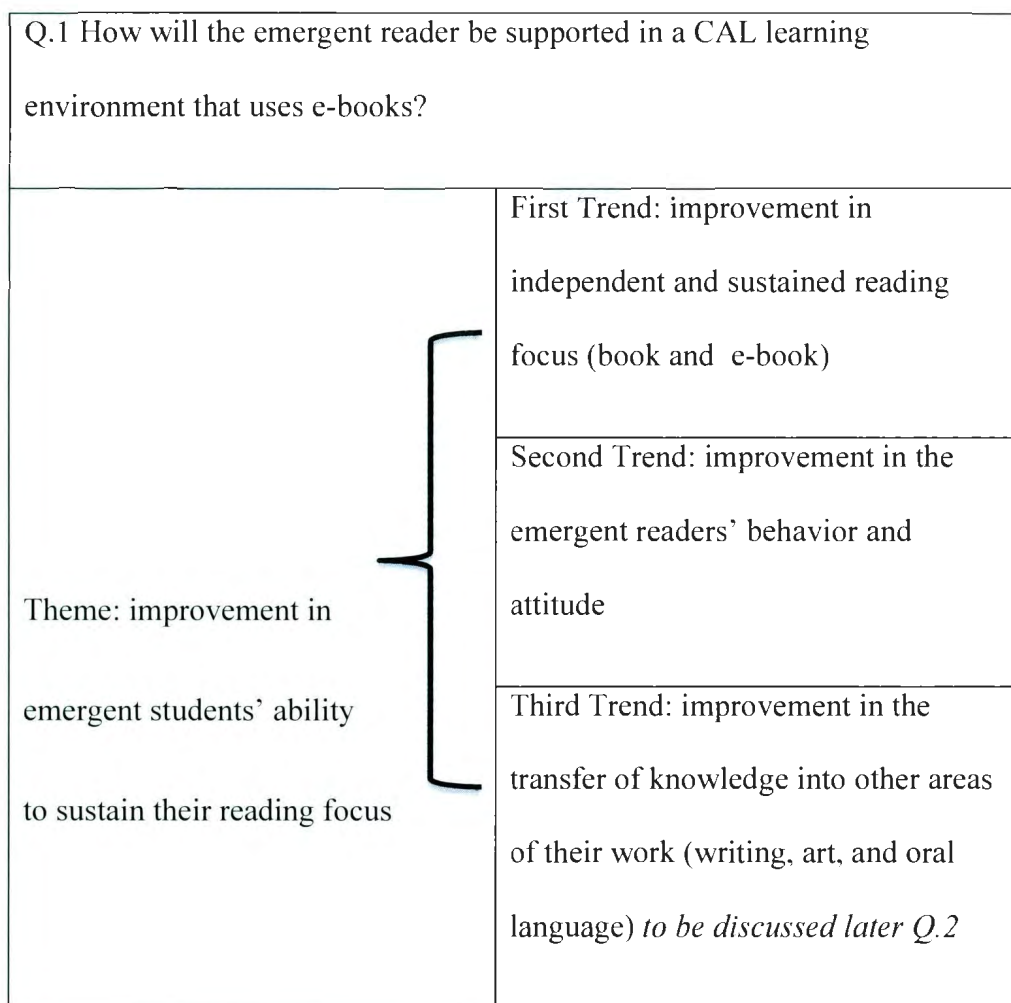 Q.1 How will the emergent reader be supported in a CAL learning
environment that uses e-books?
Theme: improvement in
emergent students’ ability
to sustain their reading focus
First Trend: improvement in
independent and sustained reading
focus (book and e-book)
Second Trend: improvement in the
emergent readers’ behavior and
attitude
Third Trend: improvement in the
transfer of knowledge into other areas
of their work (writing, art, and oral
language) to be discussed later Q.2